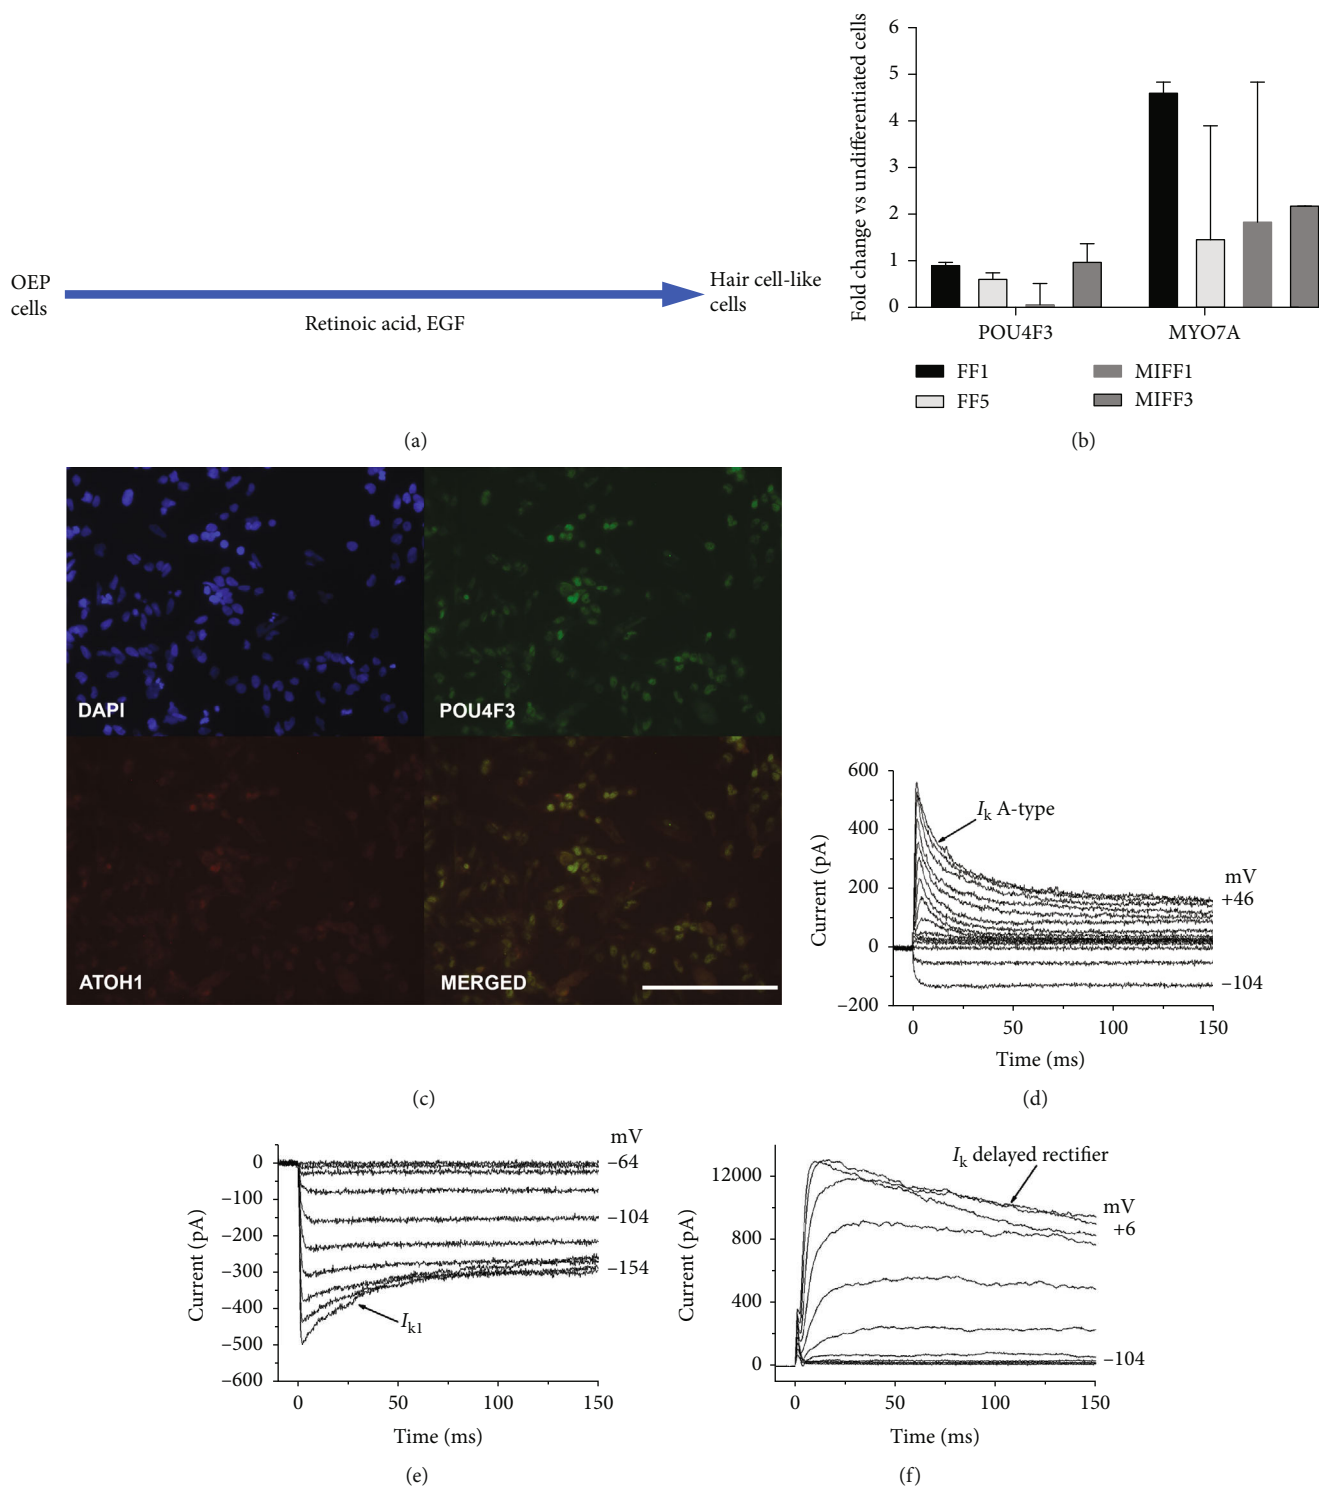 OEP
cells
Retinoic acid, EGF
Hair cell-like
cells
(a)
Fold change vs undifferentiated cells
6
5
4
3
2
1
0
POU4F3
MYO7A
FF1
MIFF1
FF5
MIFF3
(b)
DAPI
POU4F3
ATOH1
MERGED
(c)
Current (pA)
600
400
200
0
−200
Ik A-type
mV
+46
−104
0
50
100
150
Time (ms)
(d)
Current (pA)
0
−100
−200
−300
−400
−500
−600
mV
−64
−104
−154
Ik1
0
50
100
150
Time (ms)
(e)
Current (pA)
12000
800
400
0
Ik delayed rectifier
mV
+6
−104
0
50
100
150
Time (ms)
(f)